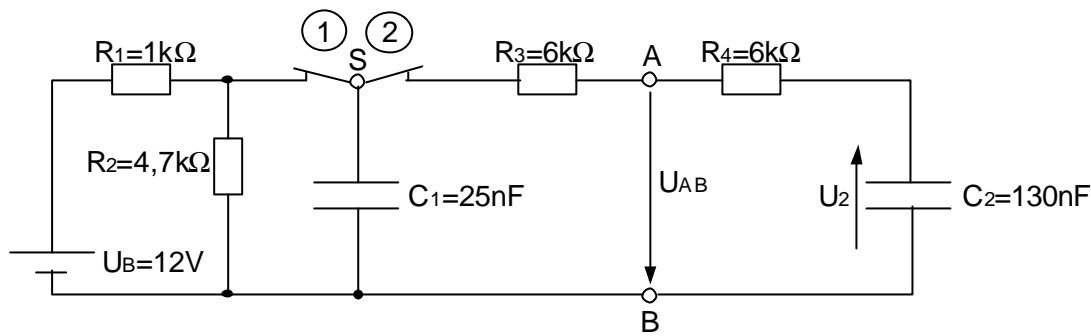 1 2
R1=1kΩ S R3=6kΩ A R4=6kΩ
R2=4,7kΩ
C1=25nF UAB U2 C2=130nF
UB=12V
B